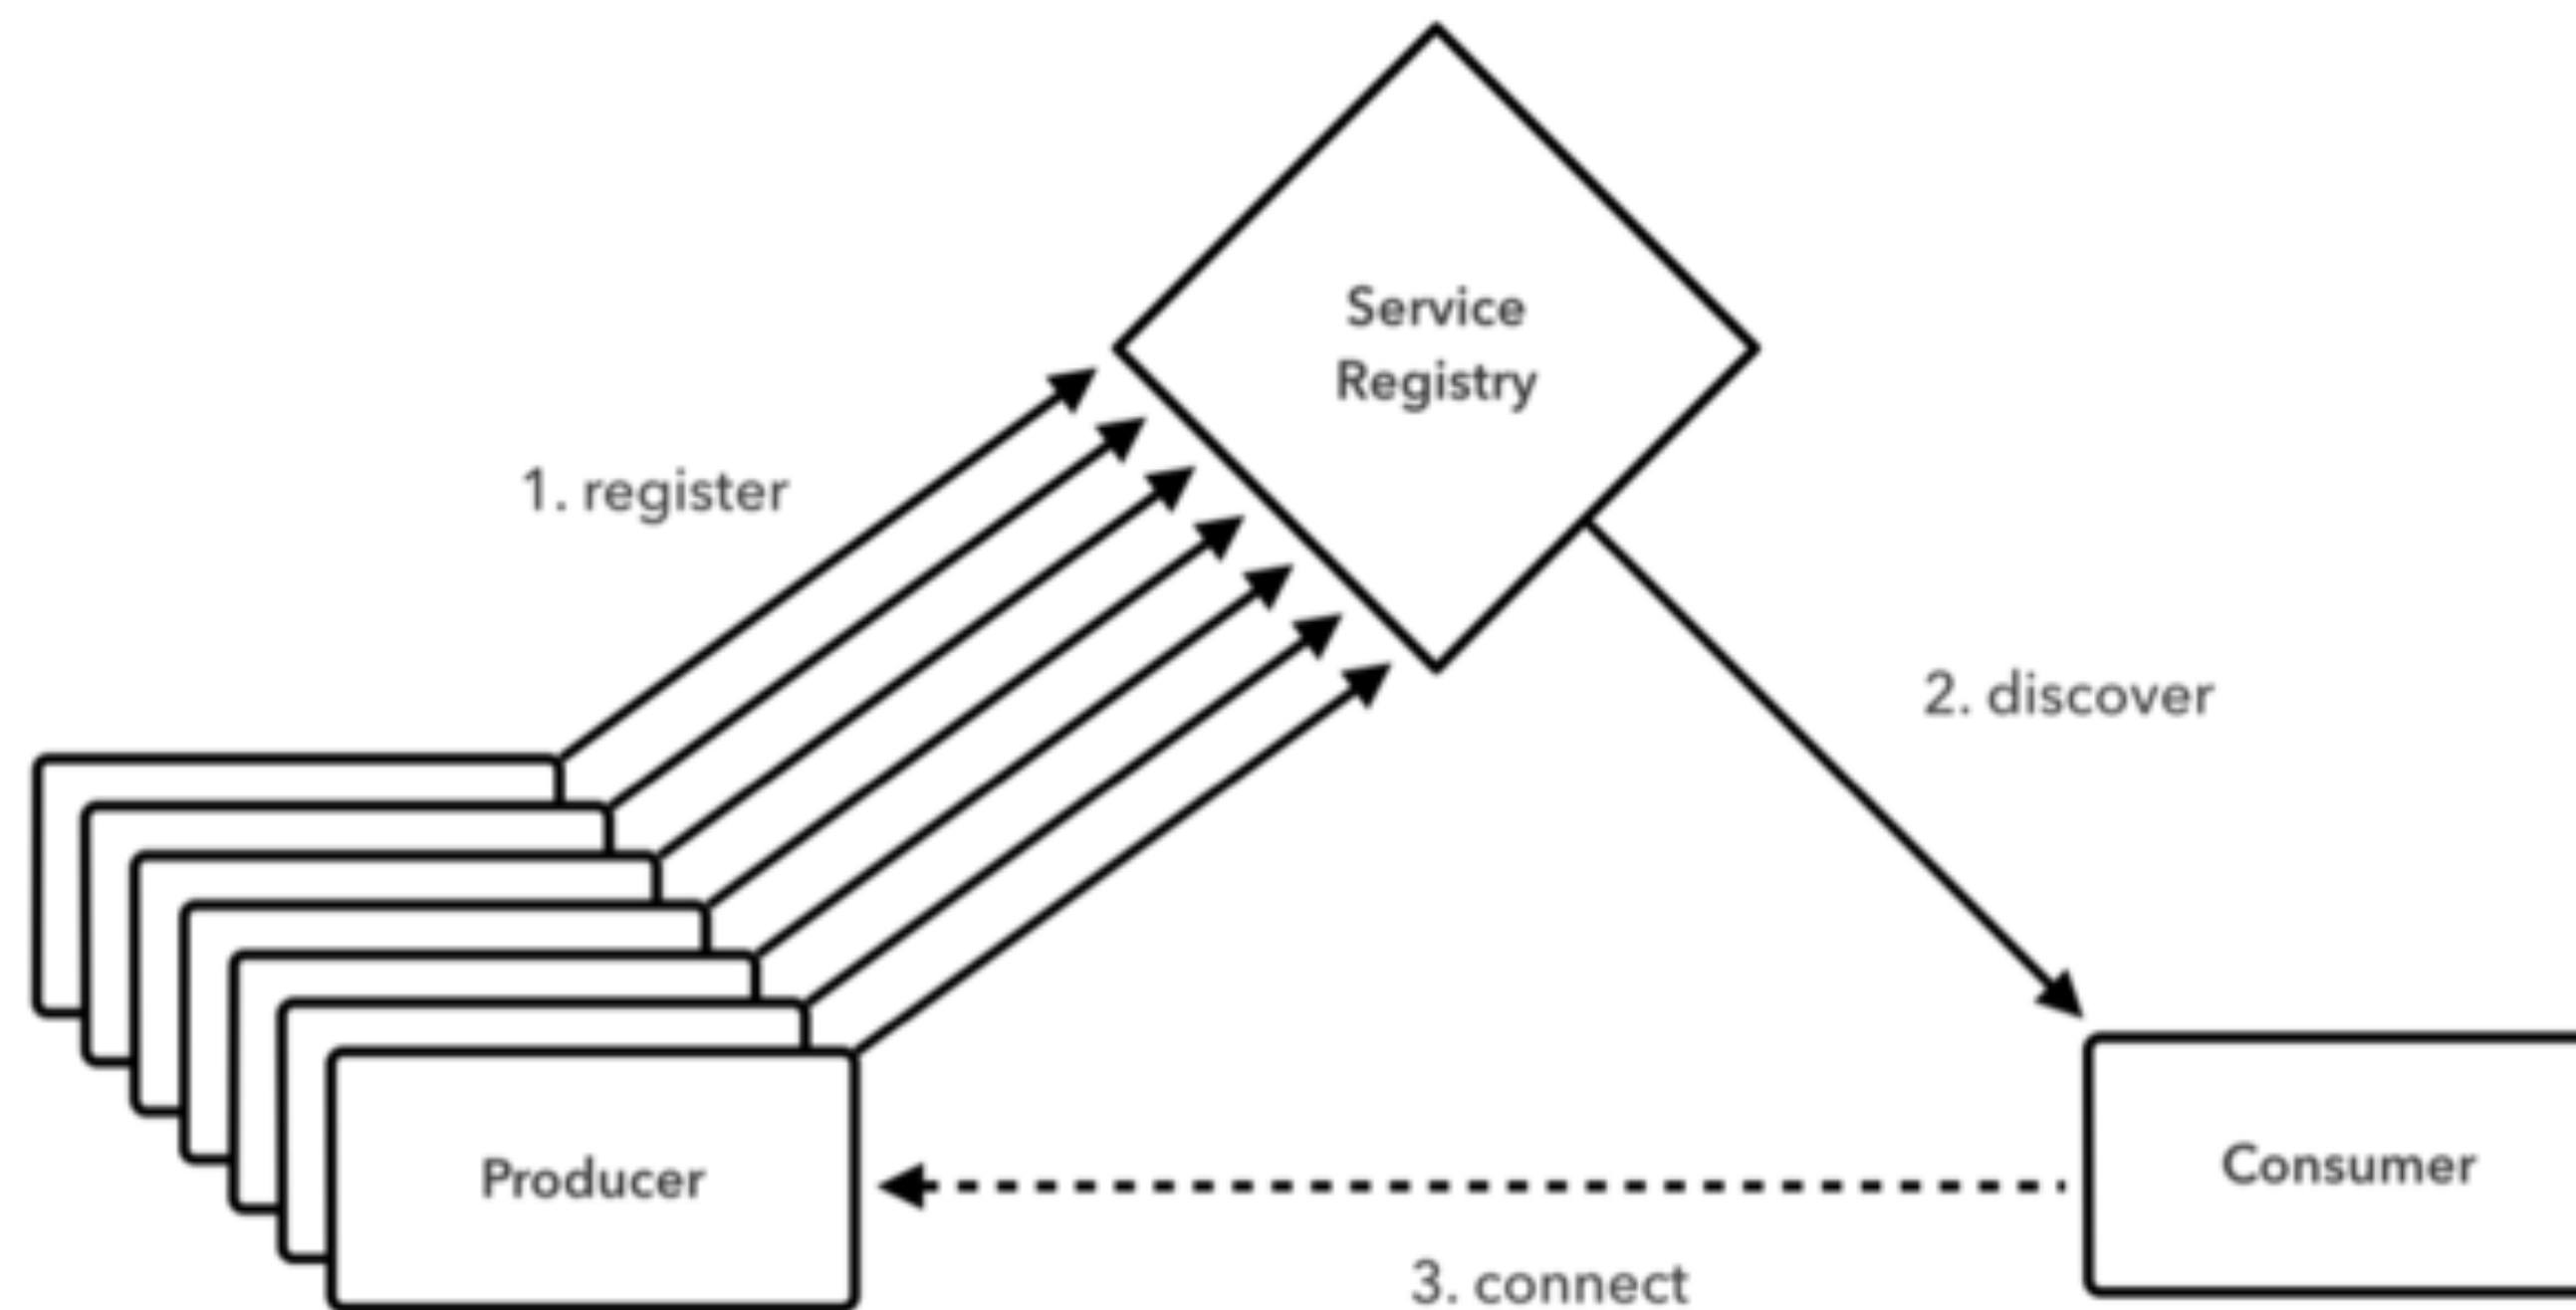 Service
Registry
1. register
2. discover
Producer
Consumer
3. connect